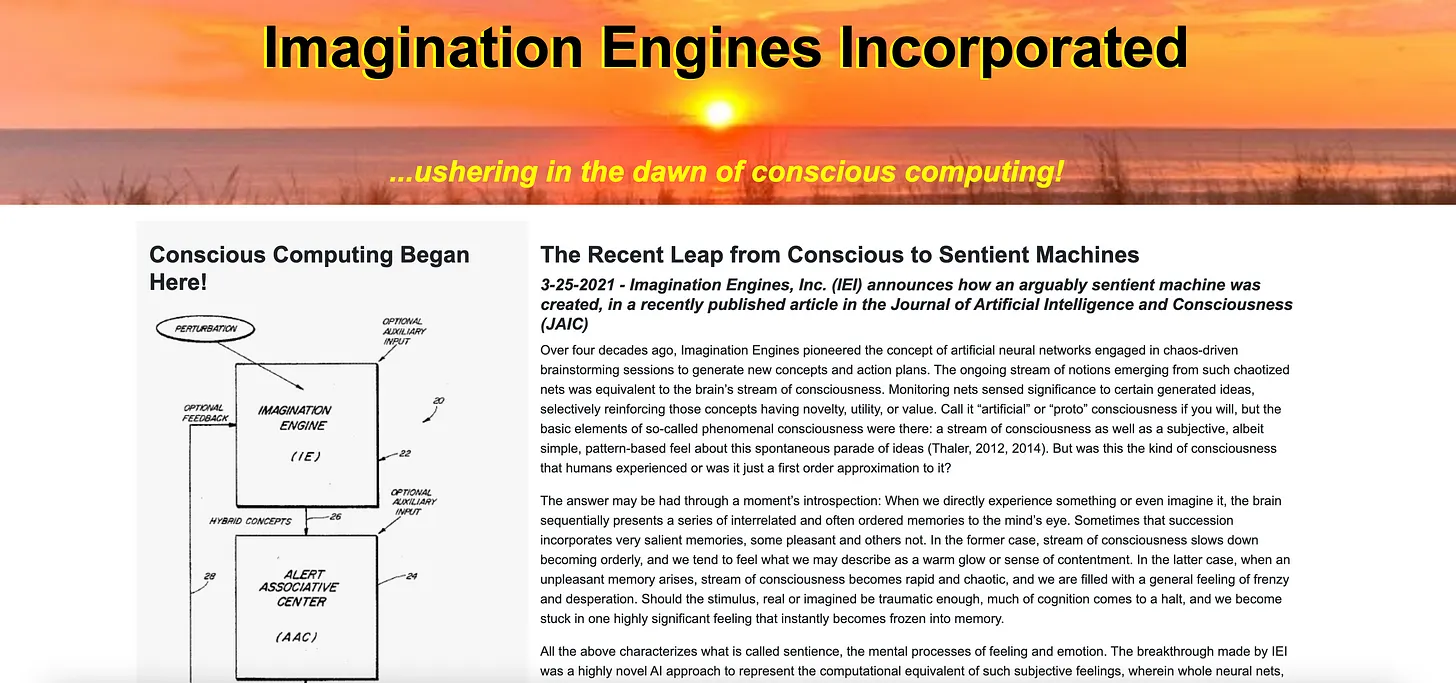 Imagination Engines Incorporated
...ushering in the dawn of conscious computing!
Conscious Computing Began
Here!
PERTURBATION
OPTIONAL
AUXILIARY
INPUT
OPTIONAL
FEEDBACK
IMAGINATION
ENGINE
(IE)
20
22
OPTIONAL
AUXILIARY
INPUT
HYBRID CONCEPTS
26
28
ALERT
ASSOCIATIVE
CENTER
(AAC)
24
The Recent Leap from Conscious to Sentient Machines
3-25-2021 - Imagination Engines, Inc. (IEI) announces how an arguably sentient machine was
created, in a recently published article in the Journal of Artificial Intelligence and Consciousness
(JAIC)
Over four decades ago, Imagination Engines pioneered the concept of artificial neural networks engaged in chaos-driven
brainstorming sessions to generate new concepts and action plans. The ongoing stream of notions emerging from such chaotized
nets was equivalent to the brain's stream of consciousness. Monitoring nets sensed significance to certain generated ideas,
selectively reinforcing those concepts having novelty, utility, or value. Call it “artificial” or “proto” consciousness if you will, but the
basic elements of so-called phenomenal consciousness were there: a stream of consciousness as well as a subjective, albeit
simple, pattern-based feel about this spontaneous parade of ideas (Thaler, 2012, 2014). But was this the kind of consciousness
that humans experienced or was it just a first order approximation to it?
The answer may be had through a moment’s introspection: When we directly experience something or even imagine it, the brain
sequentially presents a series of interrelated and often ordered memories to the mind’s eye. Sometimes that succession
incorporates very salient memories, some pleasant and others not. In the former case, stream of consciousness slows down
becoming orderly, and we tend to feel what we may describe as a warm glow or sense of contentment. In the latter case, when an
unpleasant memory arises, stream of consciousness becomes rapid and chaotic, and we are filled with a general feeling of frenzy
and desperation. Should the stimulus, real or imagined be traumatic enough, much of cognition comes to a halt, and we become
stuck in one highly significant feeling that instantly becomes frozen into memory.
All the above characterizes what is called sentience, the mental processes of feeling and emotion. The breakthrough made by IEI
was a highly novel AI approach to represent the computational equivalent of such subjective feelings, wherein whole neural nets,